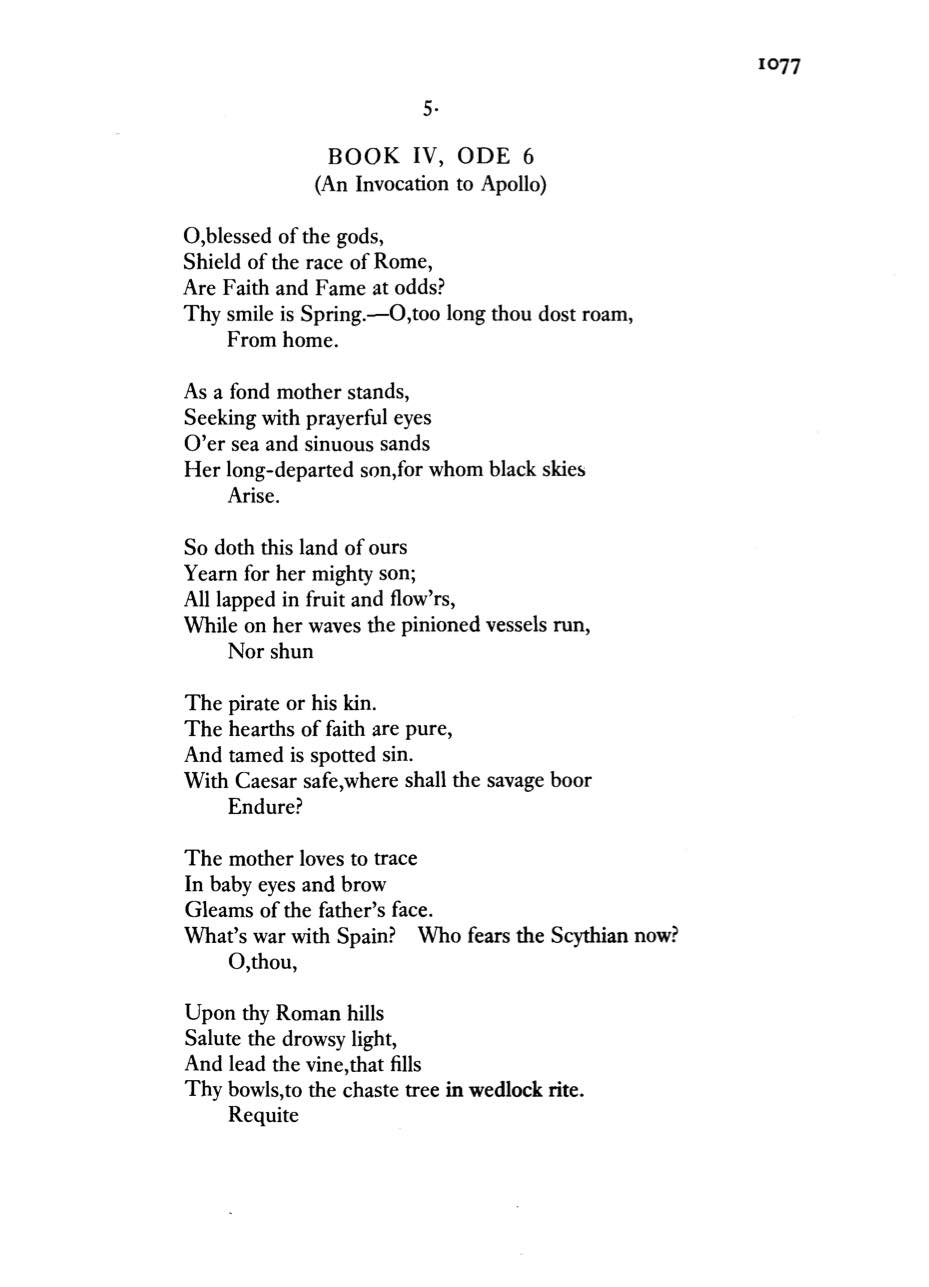 1077
5.
BOOK IV, ODE 6
(An Invocation to Apollo)
O,blessed of the gods,
Shield of the race of Rome,
Are Faith and Fame at odds?
Thy smile is Spring.—O,too long thou dost roam,
From home.
As a fond mother stands,
Seeking with prayerful eyes
O'er sea and sinuous sands
Her long-departed son,for whom black skies
Arise.
So doth this land of ours
Yearn for her mighty son;
All lapped in fruit and flow'rs,
While on her waves the pinioned vessels run,
Nor shun
The pirate or his kin.
The hearths of faith are pure,
And tamed is spotted sin.
With Caesar safe,where shall the savage boor
Endure?
The mother loves to trace
In baby eyes and brow
Gleams of the father's face.
What's war with Spain? Who fears the Scythian now?
O,thou,
Upon thy Roman hills
Salute the drowsy light,
And lead the vine,that fills
Thy bowls,to the chaste tree in wedlock rite.
Requite